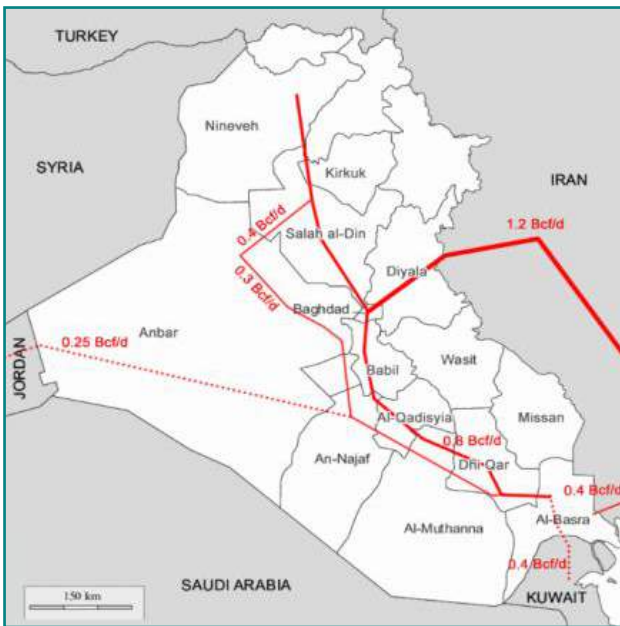 TURKEY
Nineveh
SYRIA
Kirkuk
IRAN
0.4 Bcf/d
1.2 Bcf/d
Salah al-Din
Diyala
0.3 Bcf/d
Baghdad
Anbar
0.25 Bcf/d
JORDAN
Wasit
Babil
Missan
Al-Qadisyia
0.8 Bcf/d
An-Najaf
Dhi-Qar
0.4 Bcf/d
Al-Basra
Al-Muthanna
0.4 Bcf/d
SAUDI ARABIA
KUWAIT
150 km